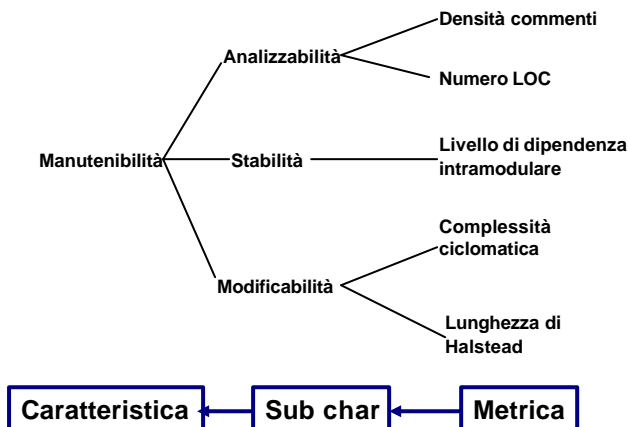 Densità commenti
Analizzabilità
Numero LOC
Manutenibilità
Stabilità
Livello di dipendenza
intramodulare
Complessità
ciclomatica
Modificabilità
Lunghezza di
Halstead
Caratteristica
Sub char
Metrica